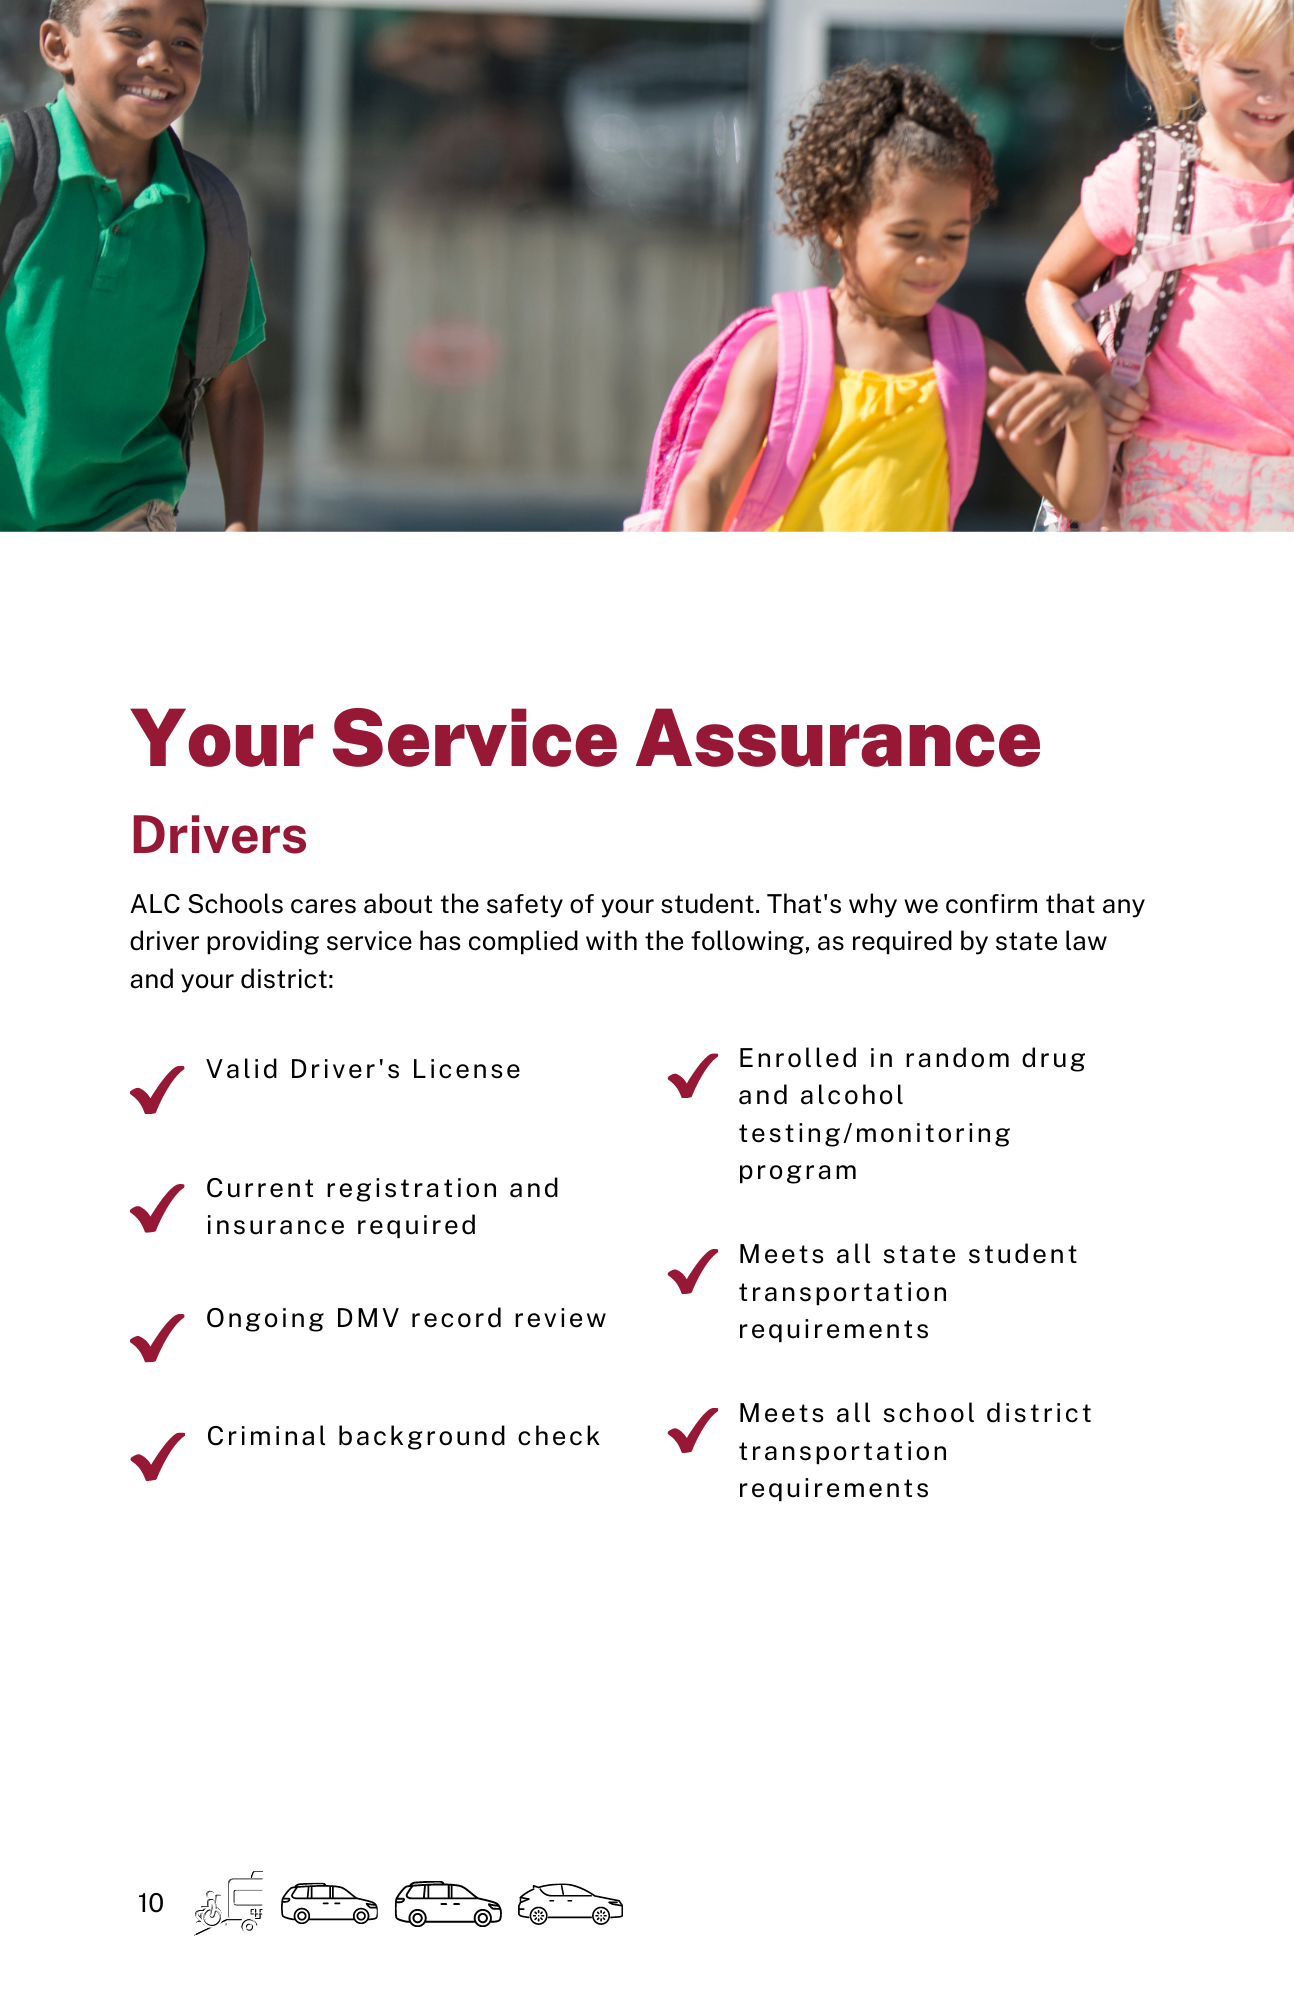 Your Service Assurance
Drivers
ALC Schools cares about the safety of your student. That's why we confirm that any
driver providing service has complied with the following, as required by state law
and your district:
Valid Driver's License
Current registration and
insurance required
Ongoing DMV record review
Criminal background check
Enrolled in random drug
and alcohol
testing/monitoring
program
Meets all state student
transportation
requirements
Meets all school district
transportation
requirements
10